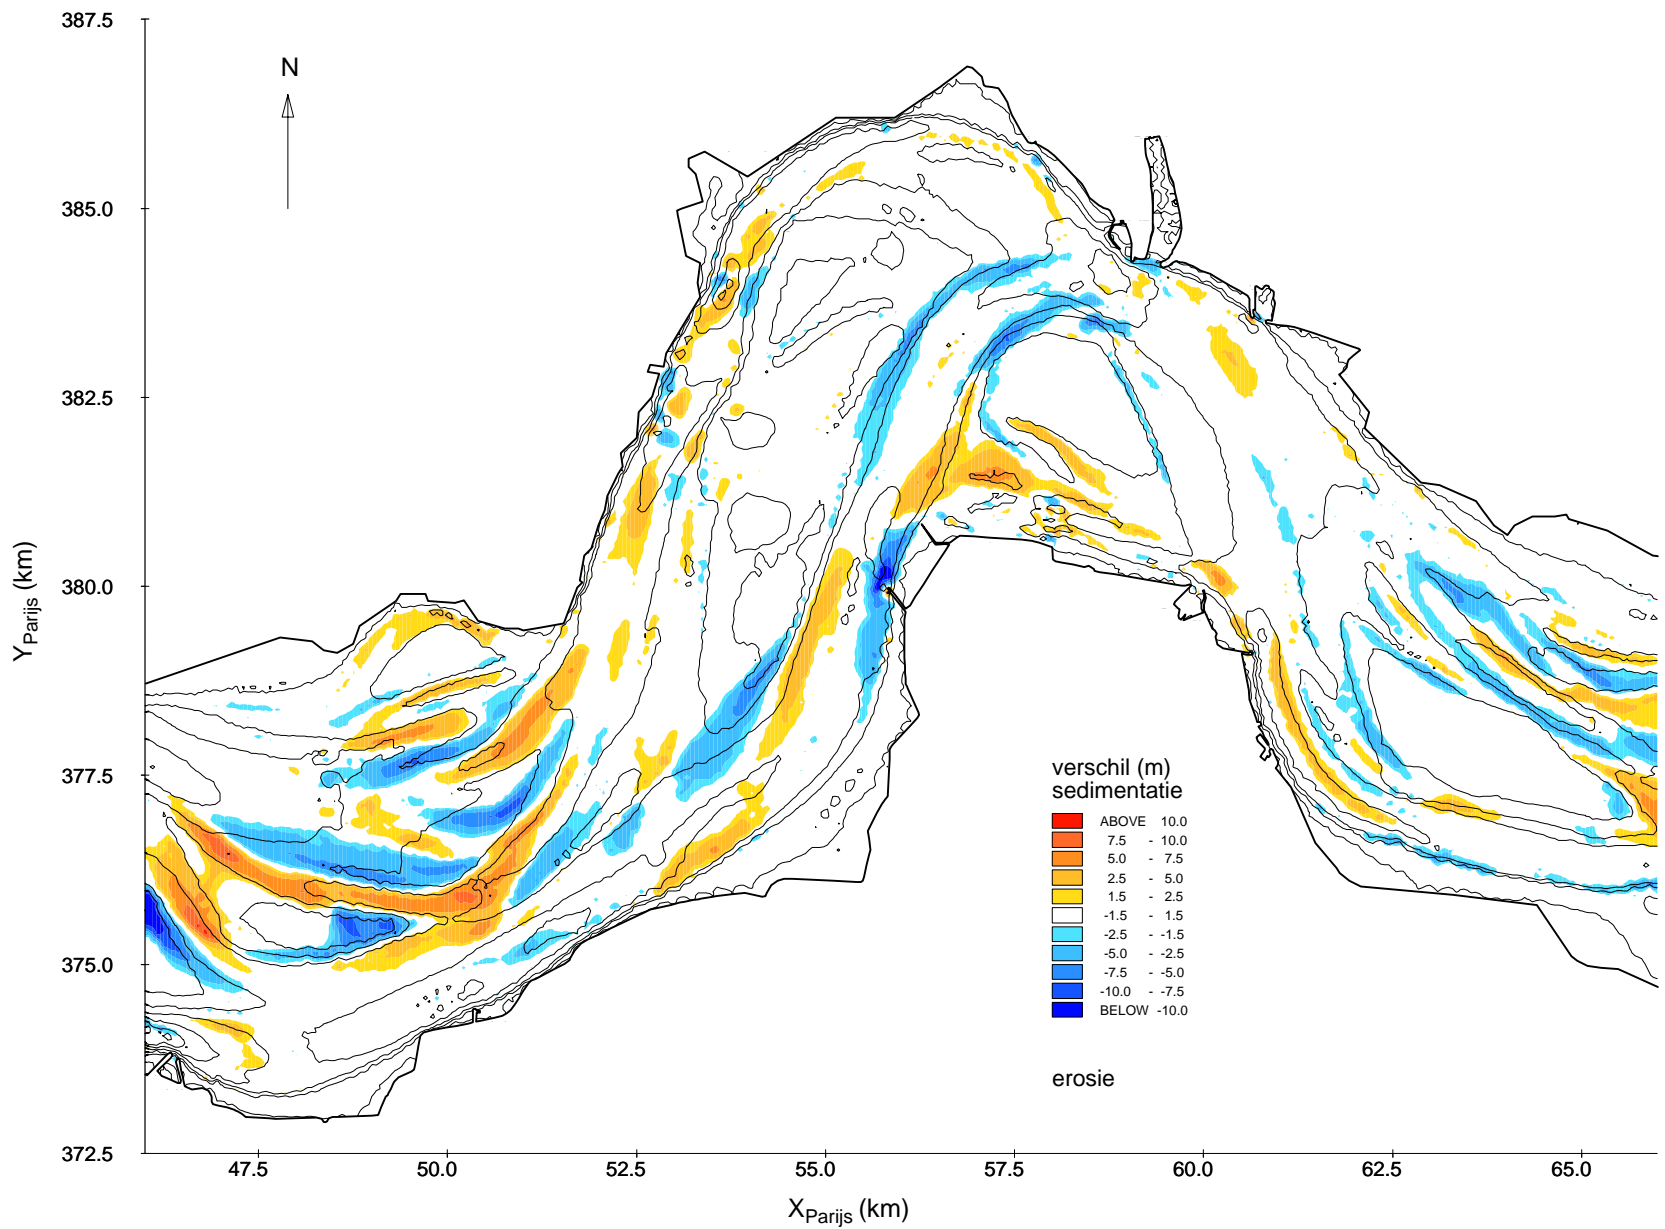 387.5
N
385.0
382.5
380.0
377.5
375.0
372.5
Y Parijs (km)
47.5 50.0 52.5 55.0 57.5 60.0 62.5 65.0
X Parijs (km)
verschil (m)
sedimentatie
ABOVE 10.0
7.5 - 10.0
5.0 - 7.5
2.5 - 5.0
1.5 - 2.5
-1.5 - 1.5
-2.5 - -1.5
-5.0 - -2.5
-7.5 - -5.0
-10.0 - -7.5
BELOW -10.0
erosie